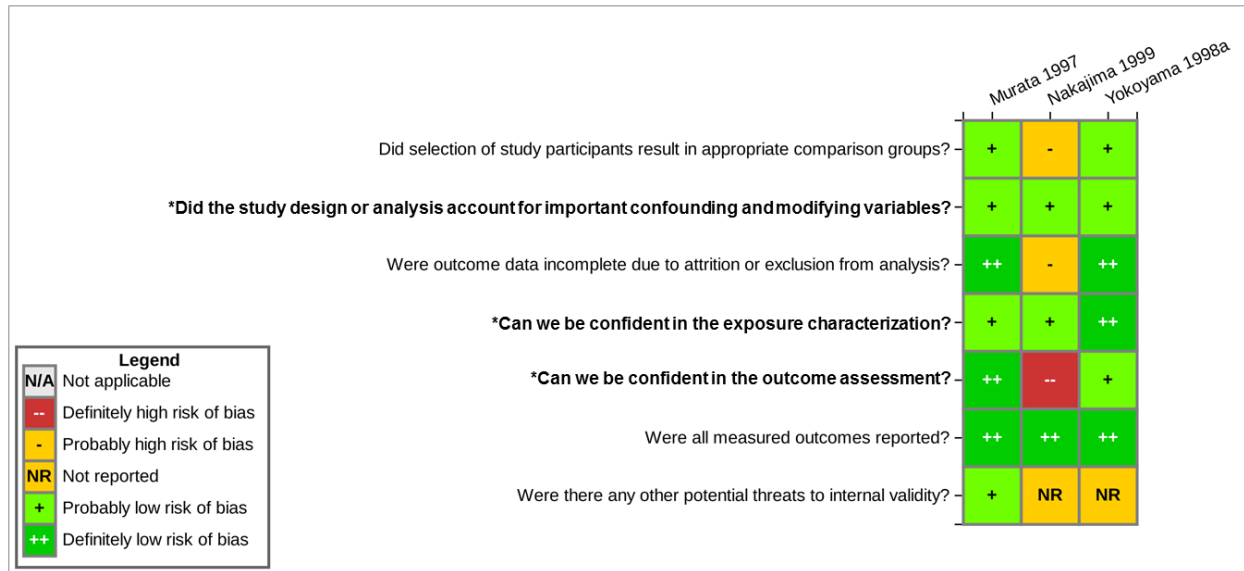 Murata 1997
Nakajima 1999
Yokoyama 1998a
Did selection of study participants result in appropriate comparison groups? + - +
*Did the study design or analysis account for important confounding and modifying variables? + + +
Were outcome data incomplete due to attrition or exclusion from analysis? ++ - ++
*Can we be confident in the exposure characterization? + + ++
*Can we be confident in the outcome assessment? ++ -- +
Were all measured outcomes reported? ++ ++ ++
Were there any other potential threats to internal validity? + NR NR
Legend
N/A Not applicable
-- Definitely high risk of bias
- Probably high risk of bias
NR Not reported
+ Probably low risk of bias
++ Definitely low risk of bias